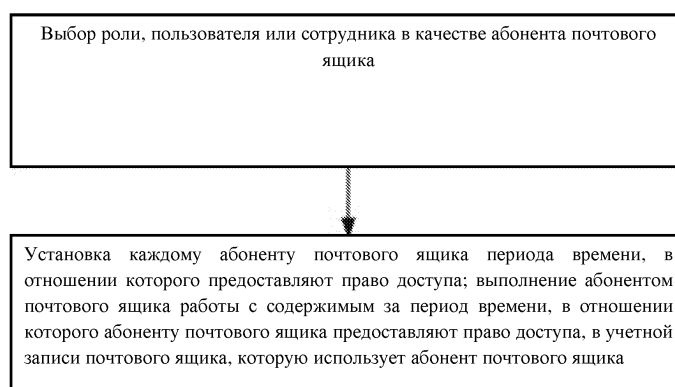 Выбор роли, пользователя или сотрудника в качестве абонента почтового
ящика
Установка каждому абоненту почтового ящика периода времени, в
отношении которого предоставляют право доступа; выполнение абонентом
почтового ящика работы с содержимым за период времени, в отношении
которого абоненту почтового ящика предоставляют право доступа, в учетной
записи почтового ящика, которую использует абонент почтового ящика